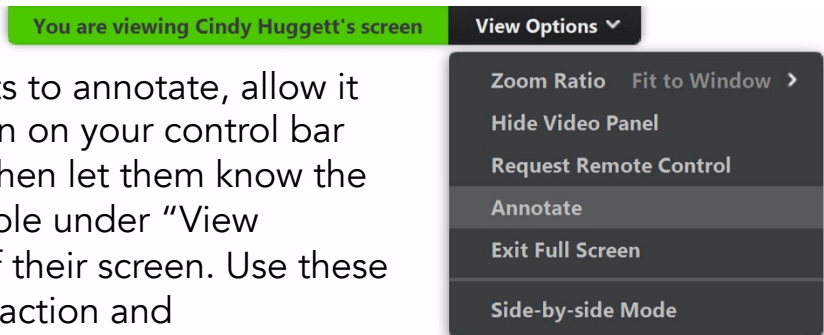 You are viewing Cindy Huggett's screen View Options
ts to annotate, allow it
n on your control bar
hen let them know the
ble under “View
f their screen. Use these
action and
Zoom Ratio Fit to Window >
Hide Video Panel
Request Remote Control
Annotate
Exit Full Screen
Side-by-side Mode